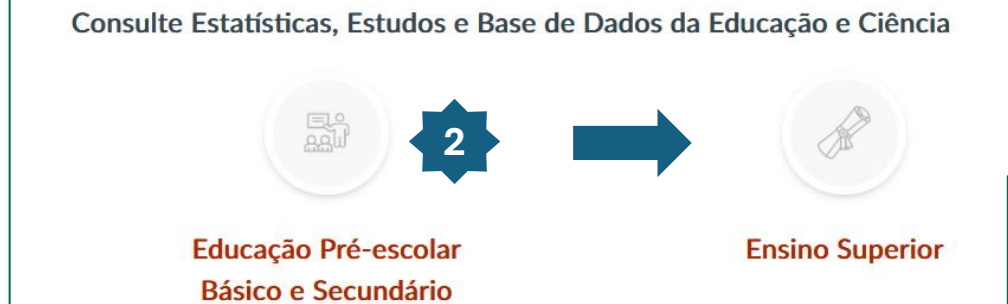 Consulte Estatísticas, Estudos e Base de Dados da Educação e Ciência
2
Educação Pré-escolar
Básico e Secundário
Ensino Superior